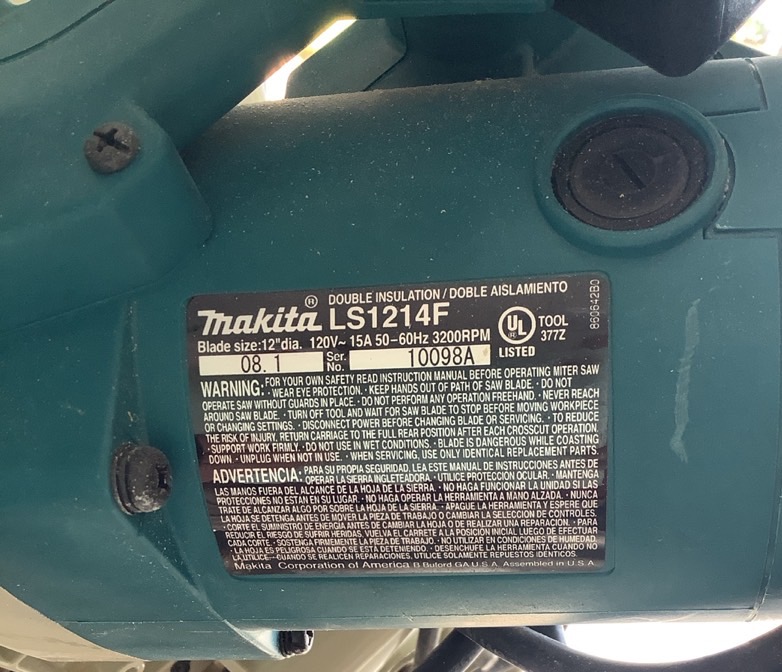 DOUBLE INSULATION / DOBLE AISLAMIENTO
Makita® LS1214F
Blade size:12"dia. 120V~ 15A 50-60Hz 3200RPM
UL® LISTED
TOOL
377Z
860642B0
08. 1 Ser. No. 10098A
WARNING: · FOR YOUR OWN SAFETY READ INSTRUCTION MANUAL BEFORE OPERATING MITER SAW
· WEAR EYE PROTECTION. · KEEP HANDS OUT OF PATH OF SAW BLADE. · DO NOT
OPERATE SAW WITHOUT GUARDS IN PLACE. · DO NOT PERFORM ANY OPERATION FREEHAND. · NEVER REACH
AROUND SAW BLADE. · TURN OFF TOOL AND WAIT FOR SAW BLADE TO STOP BEFORE MOVING WORKPIECE
OR CHANGING SETTINGS. · DISCONNECT POWER BEFORE CHANGING BLADE OR SERVICING. · TO REDUCE
THE RISK OF INJURY. RETURN CARRIAGE TO THE FULL REAR POSITION AFTER EACH CROSSCUT OPERATION.
· SUPPORT WORK FIRMLY. · DO NOT USE IN WET CONDITIONS. · BLADE IS DANGEROUS WHILE COASTING
DOWN. · UNPLUG WHEN NOT IN USE. · WHEN SERVICING, USE ONLY IDENTICAL REPLACEMENT PARTS.
ADVERTENCIA: · PARA SU PROPIA SEGURIDAD, LEA ESTE MANUAL DE INSTRUCCIONES ANTES DE
OPERAR LA SIERRA INGLETEADORA. · UTILICE PROTECCIÓN OCULAR. · MANTENGA
LAS MANOS FUERA DEL ALCANCE DE LA HOJA DE LA SIERRA. · NO HAGA FUNCIONAR LA UNIDAD SI LAS
PROTECCIONES NO ESTÁN EN SU LUGAR. · NO HAGA OPERAR LA HERRAMIENTA A MANO ALZADA. · NUNCA
TRATE DE ALCANZAR ALGO POR SOBRE LA HOJA DE LA SIERRA. · APAGUE LA HERRAMIENTA Y ESPERE QUE
LA HOJA SE DETENGA ANTES DE MOVER LA PIEZA DE TRABAJO O CAMBIAR LA SELECCIÓN DE CONTROLES.
· CORTE EL SUMINISTRO DE ENERGÍA ANTES DE CAMBIAR LA HOJA O DE REALIZAR UNA REPARACIÓN. · PARA
REDUCIR EL RIESGO DE SUFRIR HERIDAS, VUELVA EL CARRETE A LA POSICIÓN INICIAL LUEGO DE EFECTUAR
CADA CORTE. · SOSTENGA FIRMEMENTE LA PIEZA DE TRABAJO. · NO UTILIZAR EN CONDICIONES DE HUMEDAD.
· LA HOJA ES PELIGROSA CUANDO SE ESTÁ DETENIENDO. · DESENCHUFE LA HERRAMIENTA CUANDO NO
LA UTILICE. · CUANDO SE REALICEN REPARACIONES, UTILICE SOLAMENTE REPUESTOS IDÉNTICOS.
Makita Corporation of America Buford GA U.S.A. Assembled in U.S.A.